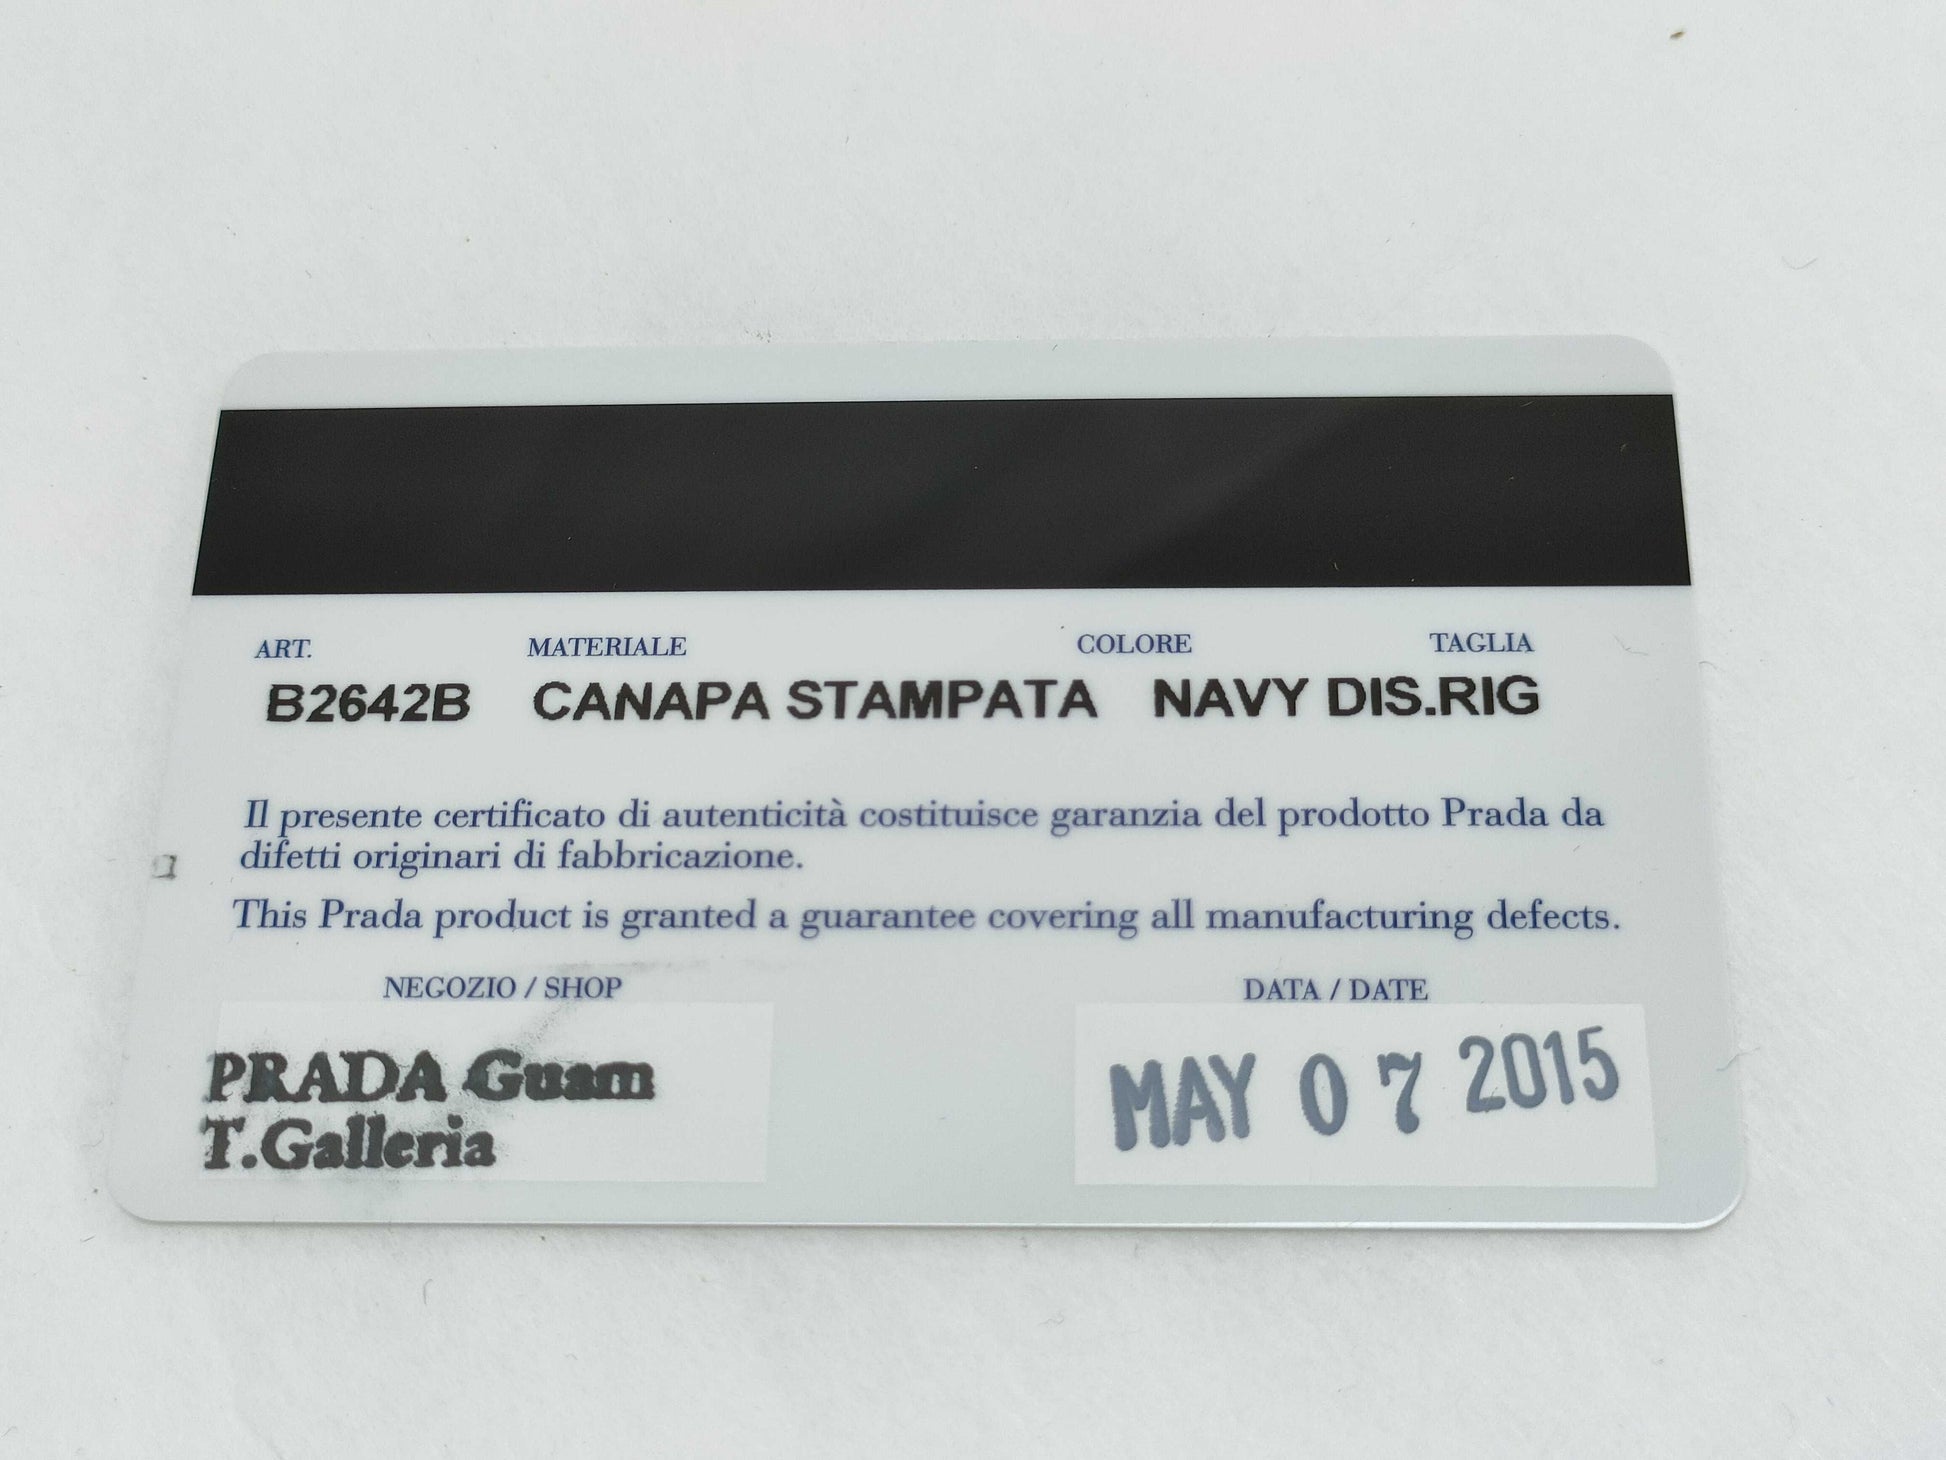 ART. MATERIALE COLORE TAGLIA
B2642B CANAPA STAMPATA NAVY DIS.RIG
Il presente certificato di autenticità costituisce garanzia del prodotto Prada da
difetti originari di fabbricazione.
This Prada product is granted a guarantee covering all manufacturing defects.
NEGOZIO / SHOP DATA / DATE
PRADA Guam MAY 07 2015
T.Galleria